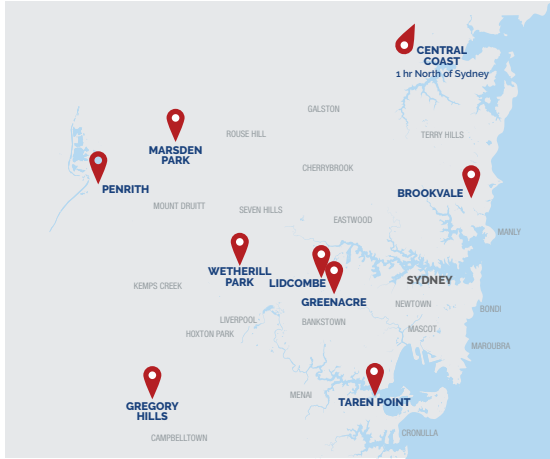 CENTRAL
COAST
1 hr North of Sydney
GALSTON
MARSDEN
PARK
ROUSE HILL
TERRY HILLS
CHERRYBROOK
PENRITH
BROOKVALE
MOUNT DRUITT
SEVEN HILLS
EASTWOOD
MANLY
WETHERILL
PARK
LIDCOMBE
SYDNEY
KEMPS CREEK
GREENACRE
NEWTOWN
BONDI
LIVERPOOL
BANKSTOWN
MASCOT
HOXTON PARK
MAROUBRA
MENAI
TAREN POINT
GREGORY
HILLS
CAMPBELLTOWN
CRONULLA